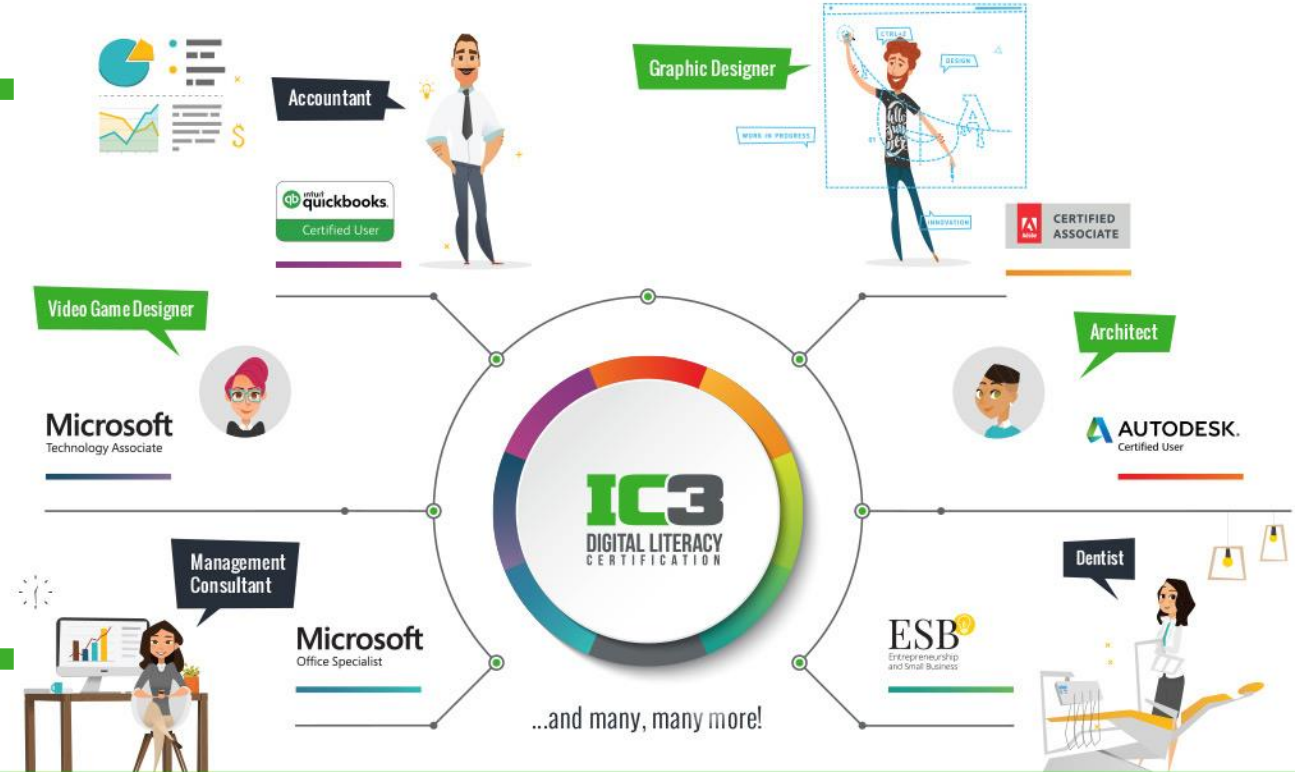 Accountant
Graphic Designer
CTRL+Z
DESIGN
A
WORK IN PROGRESS
$
intuit
qb quickbooks.
Certified User
INNOVATION
Adobe
CERTIFIED
ASSOCIATE
Video Game Designer
Architect
Microsoft
Technology Associate
AUTODESK.
Certified User
IC3
DIGITAL LITERACY
CERTIFICATION
Management
Consultant
Dentist
Microsoft
Office Specialist
ESB
Entrepreneurship
and Small Business
...and many, many more!